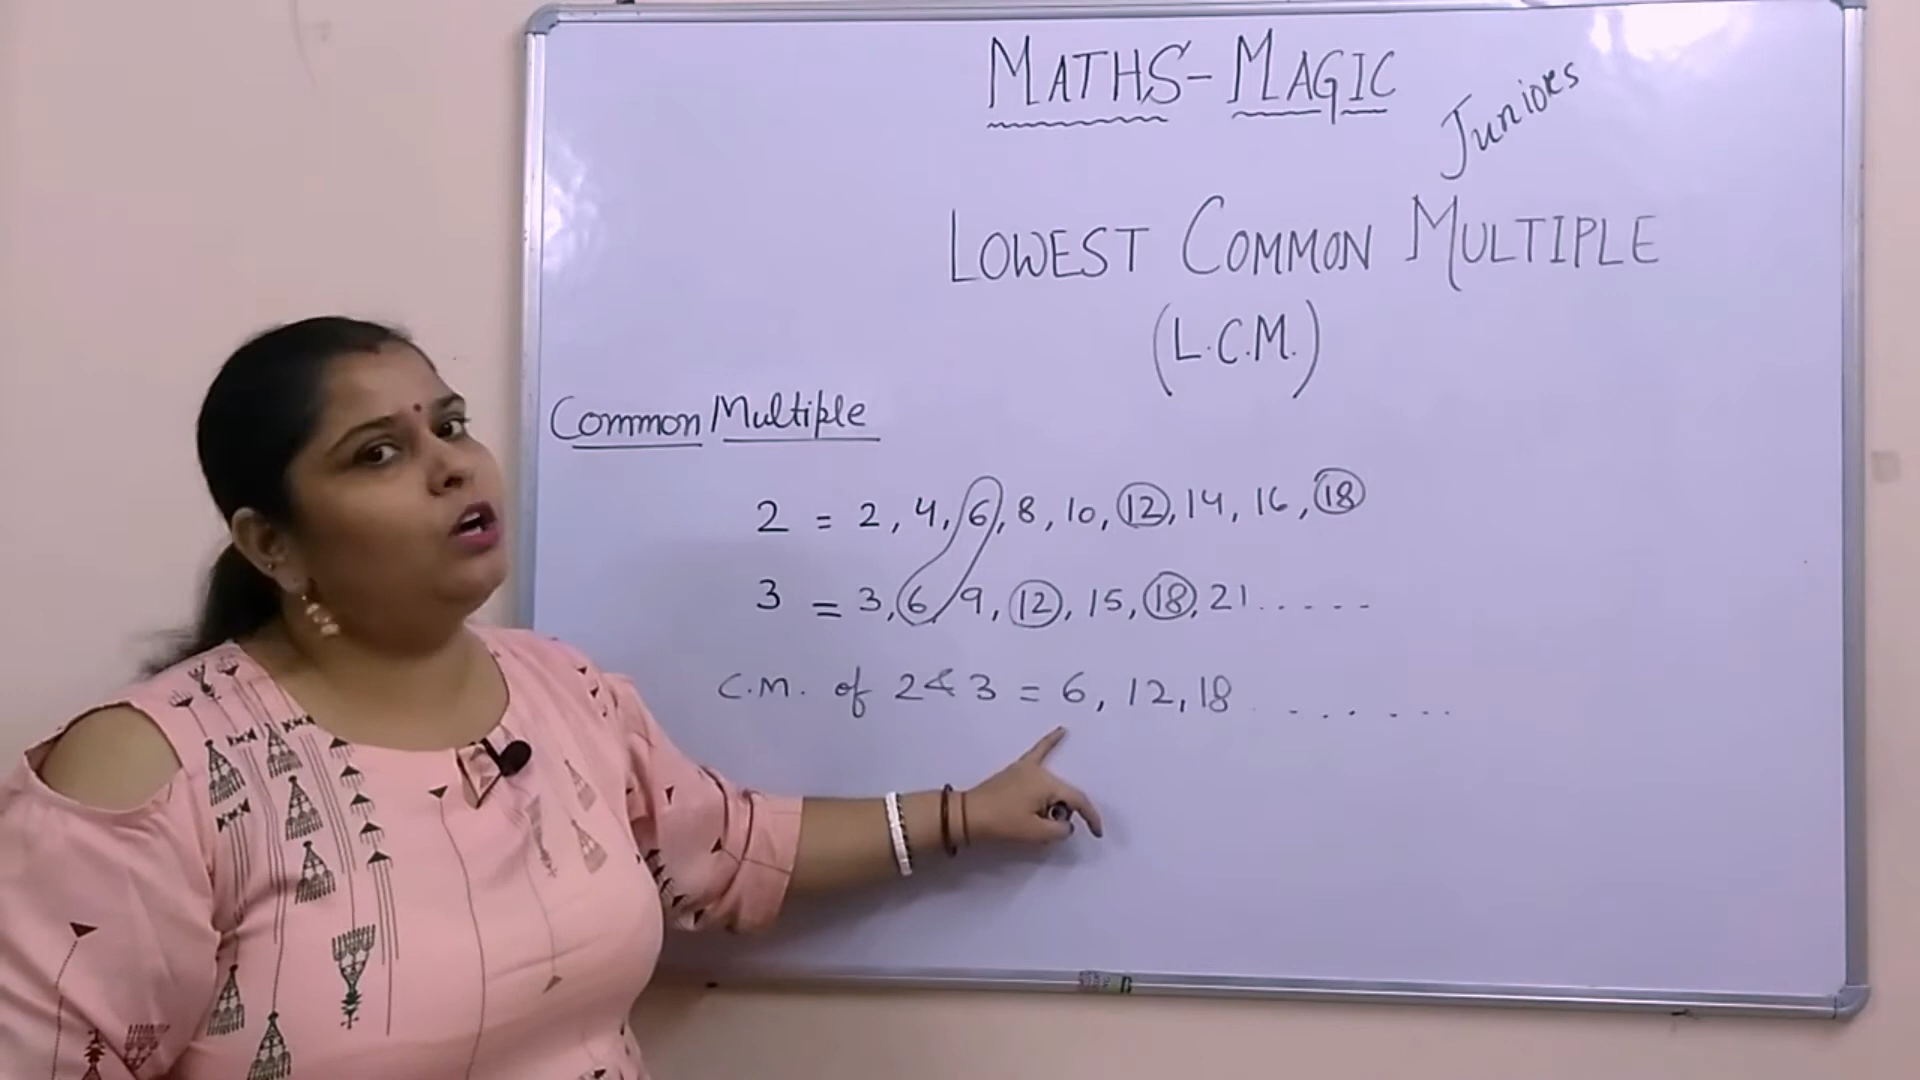 MATHS-MAGIC
Juniors
LOWEST COMMON MULTIPLE
(L.C.M.)
Common Multiple
2 = 2, 4, 6, 8, 10, 12, 14, 16, 18
3 = 3, 6, 9, 12, 15, 18, 21......
C.M. of 2 & 3 = 6, 12, 18.......